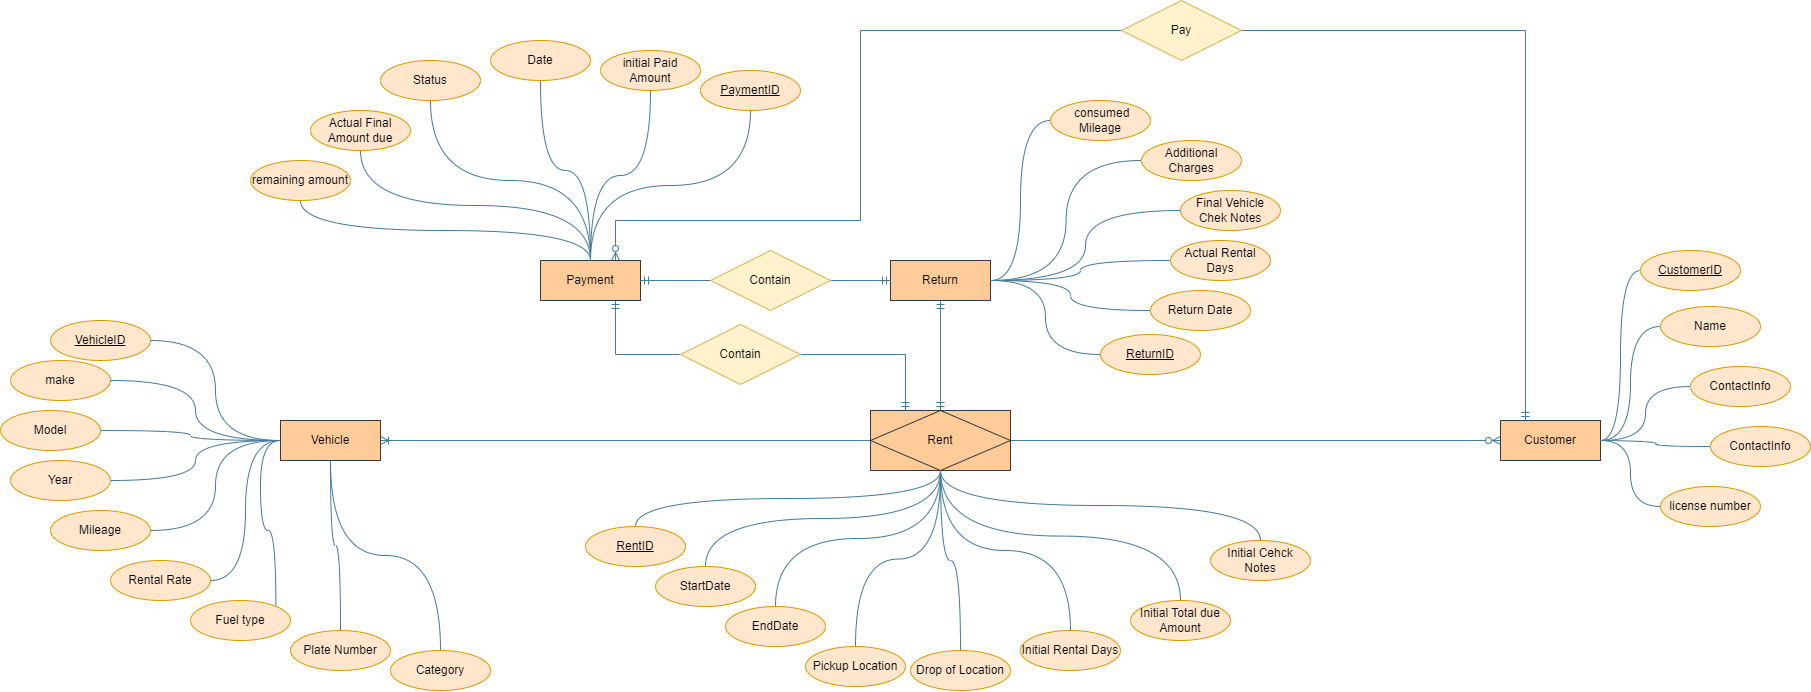 Pay
Date
initial Paid
Amount
Status
PaymentID
Actual Final
Amount due
remaining amount
consumed
Mileage
Additional
Charges
Final Vehicle
Chek Notes
Actual Rental
Days
Return Date
ReturnID
Payment
Contain
Return
Contain
CustomerID
Name
ContactInfo
ContactInfo
license number
VehicleID
make
Model
Year
Mileage
Rental Rate
Fuel type
Plate Number
Category
Vehicle
Rent
Customer
RentID
StartDate
EndDate
Pickup Location
Drop of Location
Initial Rental Days
Initial Total due
Amount
Initial Cehck
Notes